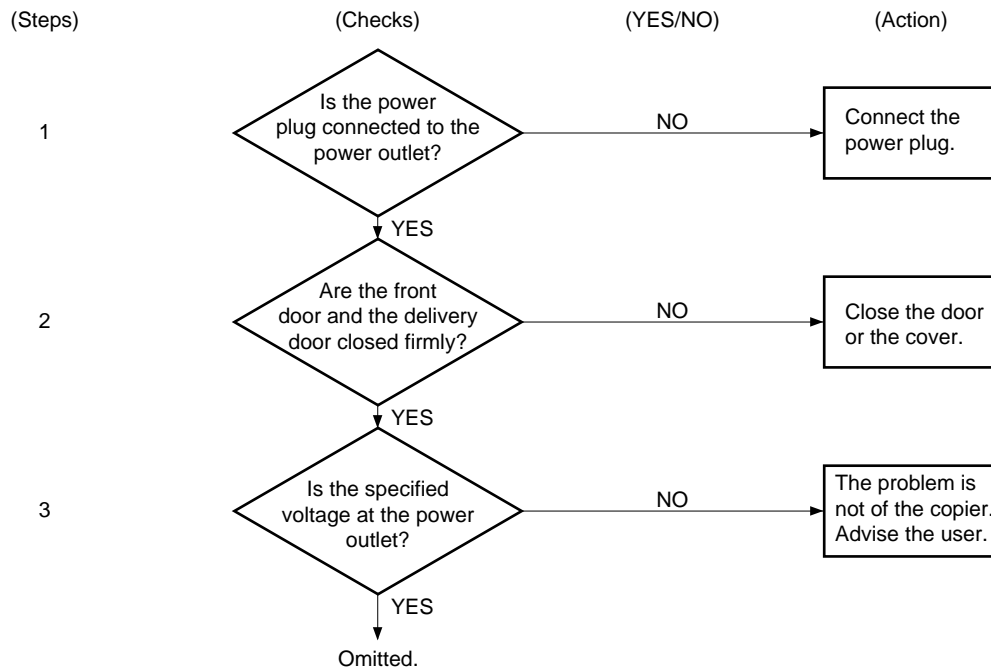 (Steps) (Checks) (YES/NO) (Action)
1
Is the power
plug connected to the
power outlet?
NO
Connect the
power plug.
YES
2
Are the front
door and the delivery
door closed firmly?
NO
Close the door
or the cover.
YES
3
Is the specified
voltage at the power
outlet?
NO
The problem is
not of the copier.
Advise the user.
YES
Omitted.